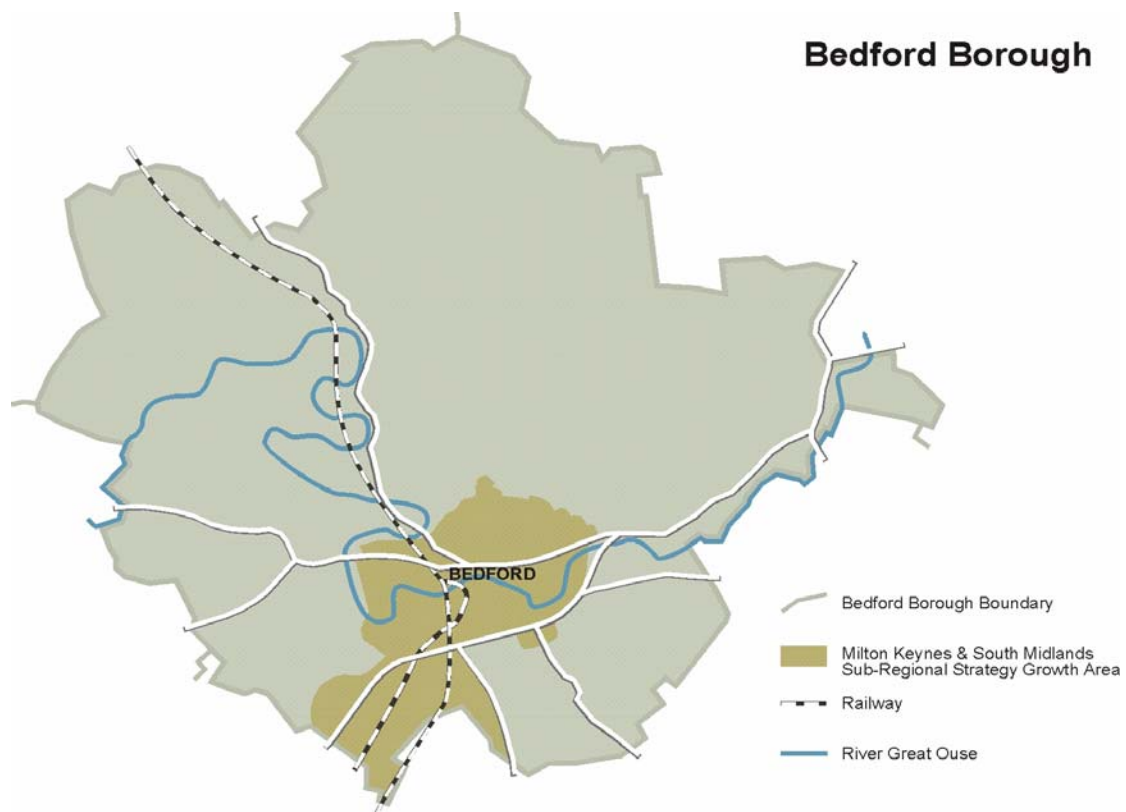 Bedford Borough
BEDFORD
Bedford Borough Boundary
Milton Keynes & South Midlands
Sub-Regional Strategy Growth Area
Railway
River Great Ouse